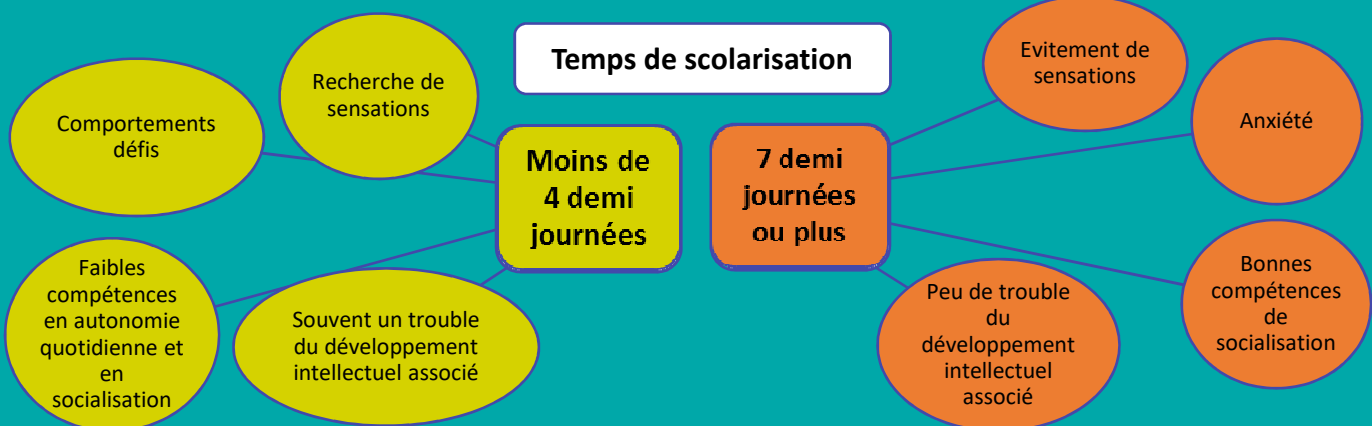 Temps de scolarisation
Recherche de
sensations
Comportements
défis
Moins de
4 demi
journées
Faibles
compétences
en autonomie
quotidienne et
en
socialisation
Souvent un trouble
du développement
intellectuel associé
7 demi
journées
ou plus
Evitement de
sensations
Anxiété
Bonnes
compétences
de
socialisation
Peu de trouble
du
développement
intellectuel
associé